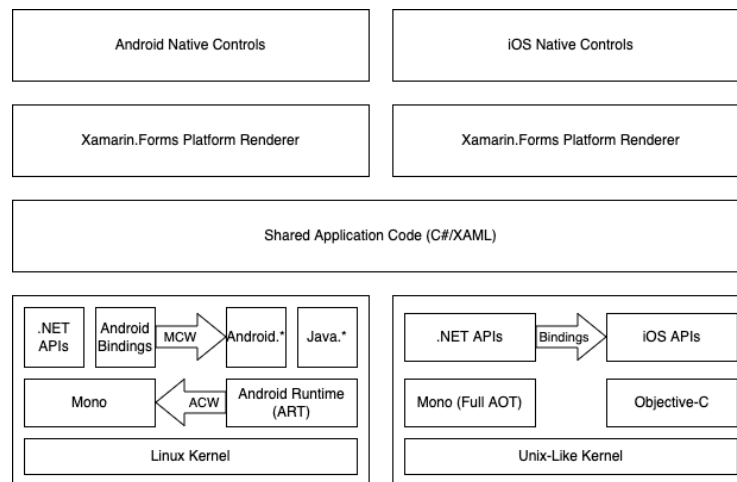 Android Native Controls
iOS Native Controls
Xamarin.Forms Platform Renderer
Xamarin.Forms Platform Renderer
Shared Application Code (C#/XAML)
.NET
APIs
Android
Bindings
MCW
Android.*
Java.*
Mono
ACW
Android Runtime
(ART)
Linux Kernel
.NET APIs
Bindings
iOS APIs
Mono (Full AOT)
Objective-C
Unix-Like Kernel